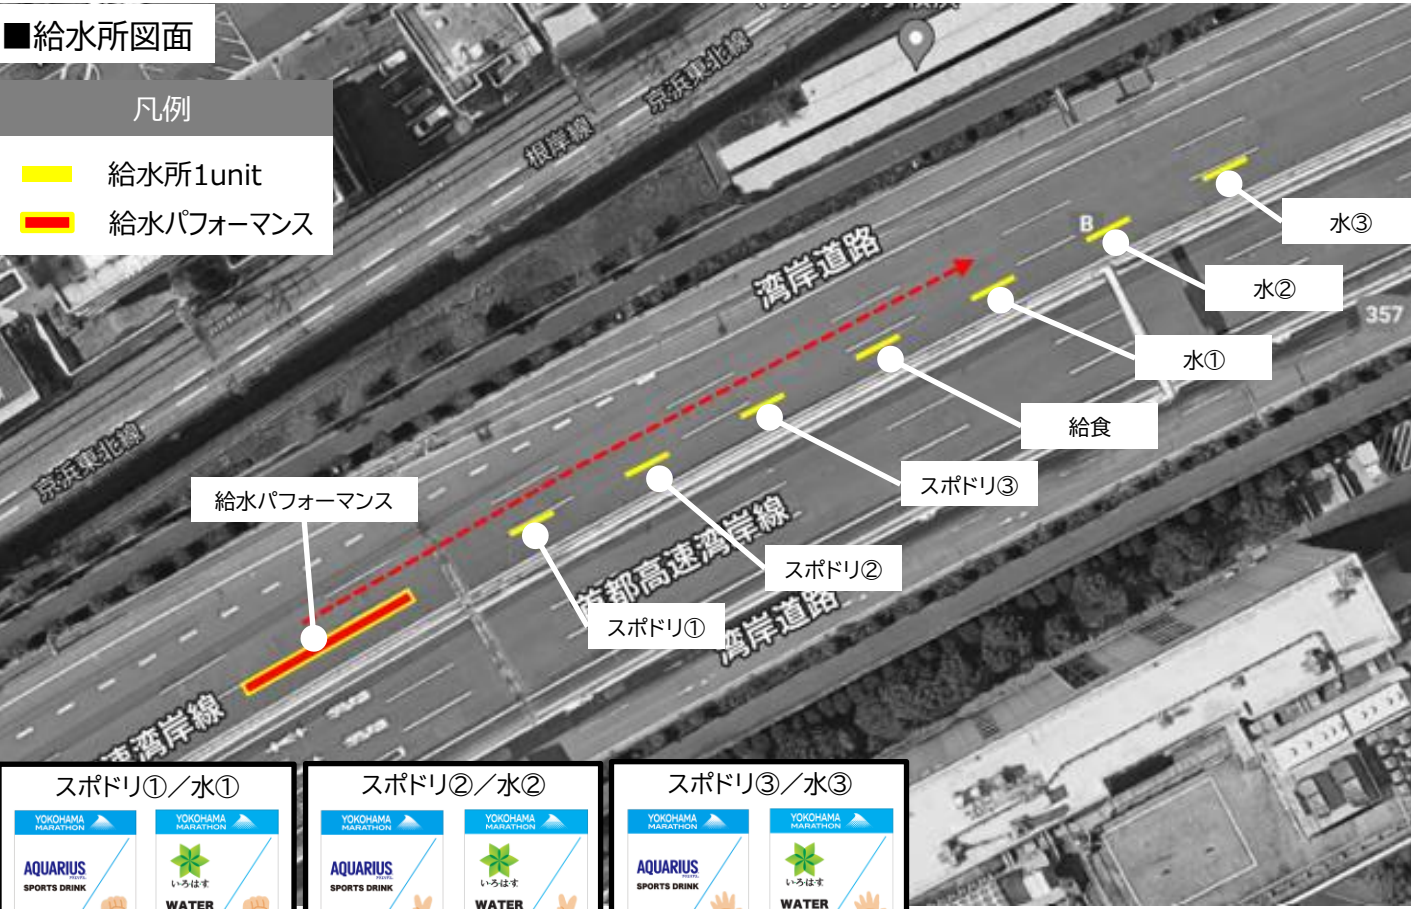 ■給水所図面
凡例
給水所1unit
給水パフォーマンス
京浜東北線
根岸線
湾岸道路
B
水③
水②
357
水①
給食
スポドリ③
京浜東北線
給水パフォーマンス
スポドリ②
首都高速湾岸線
スポドリ①
湾岸道路
速湾岸線
スポドリ①／水①
YOKOHAMA
MARATHON
AQUARIUS
SPORTS DRINK
YOKOHAMA
MARATHON
いろはす
WATER
スポドリ②／水②
YOKOHAMA
MARATHON
AQUARIUS
SPORTS DRINK
YOKOHAMA
MARATHON
いろはす
WATER
スポドリ③／水③
YOKOHAMA
MARATHON
AQUARIUS
SPORTS DRINK
YOKOHAMA
MARATHON
いろはす
WATER